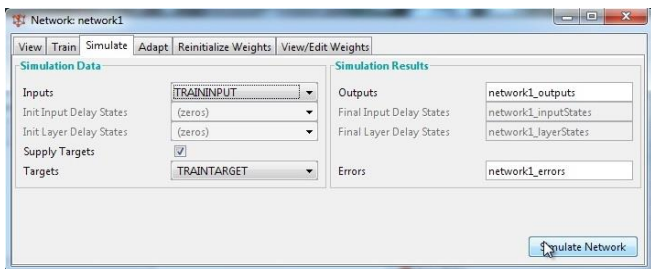 Network: network1
View Train Simulate Adapt Reinitialize Weights View/Edit Weights
Simulation Data
Inputs TRAININPUT
Init Input Delay States (zeros)
Init Layer Delay States (zeros)
Supply Targets
Targets TRAINTARGET
Simulation Results
Outputs network1_outputs
Final Input Delay States network1_inputStates
Final Layer Delay States network1_layerStates
Errors network1_errors
Simulate Network